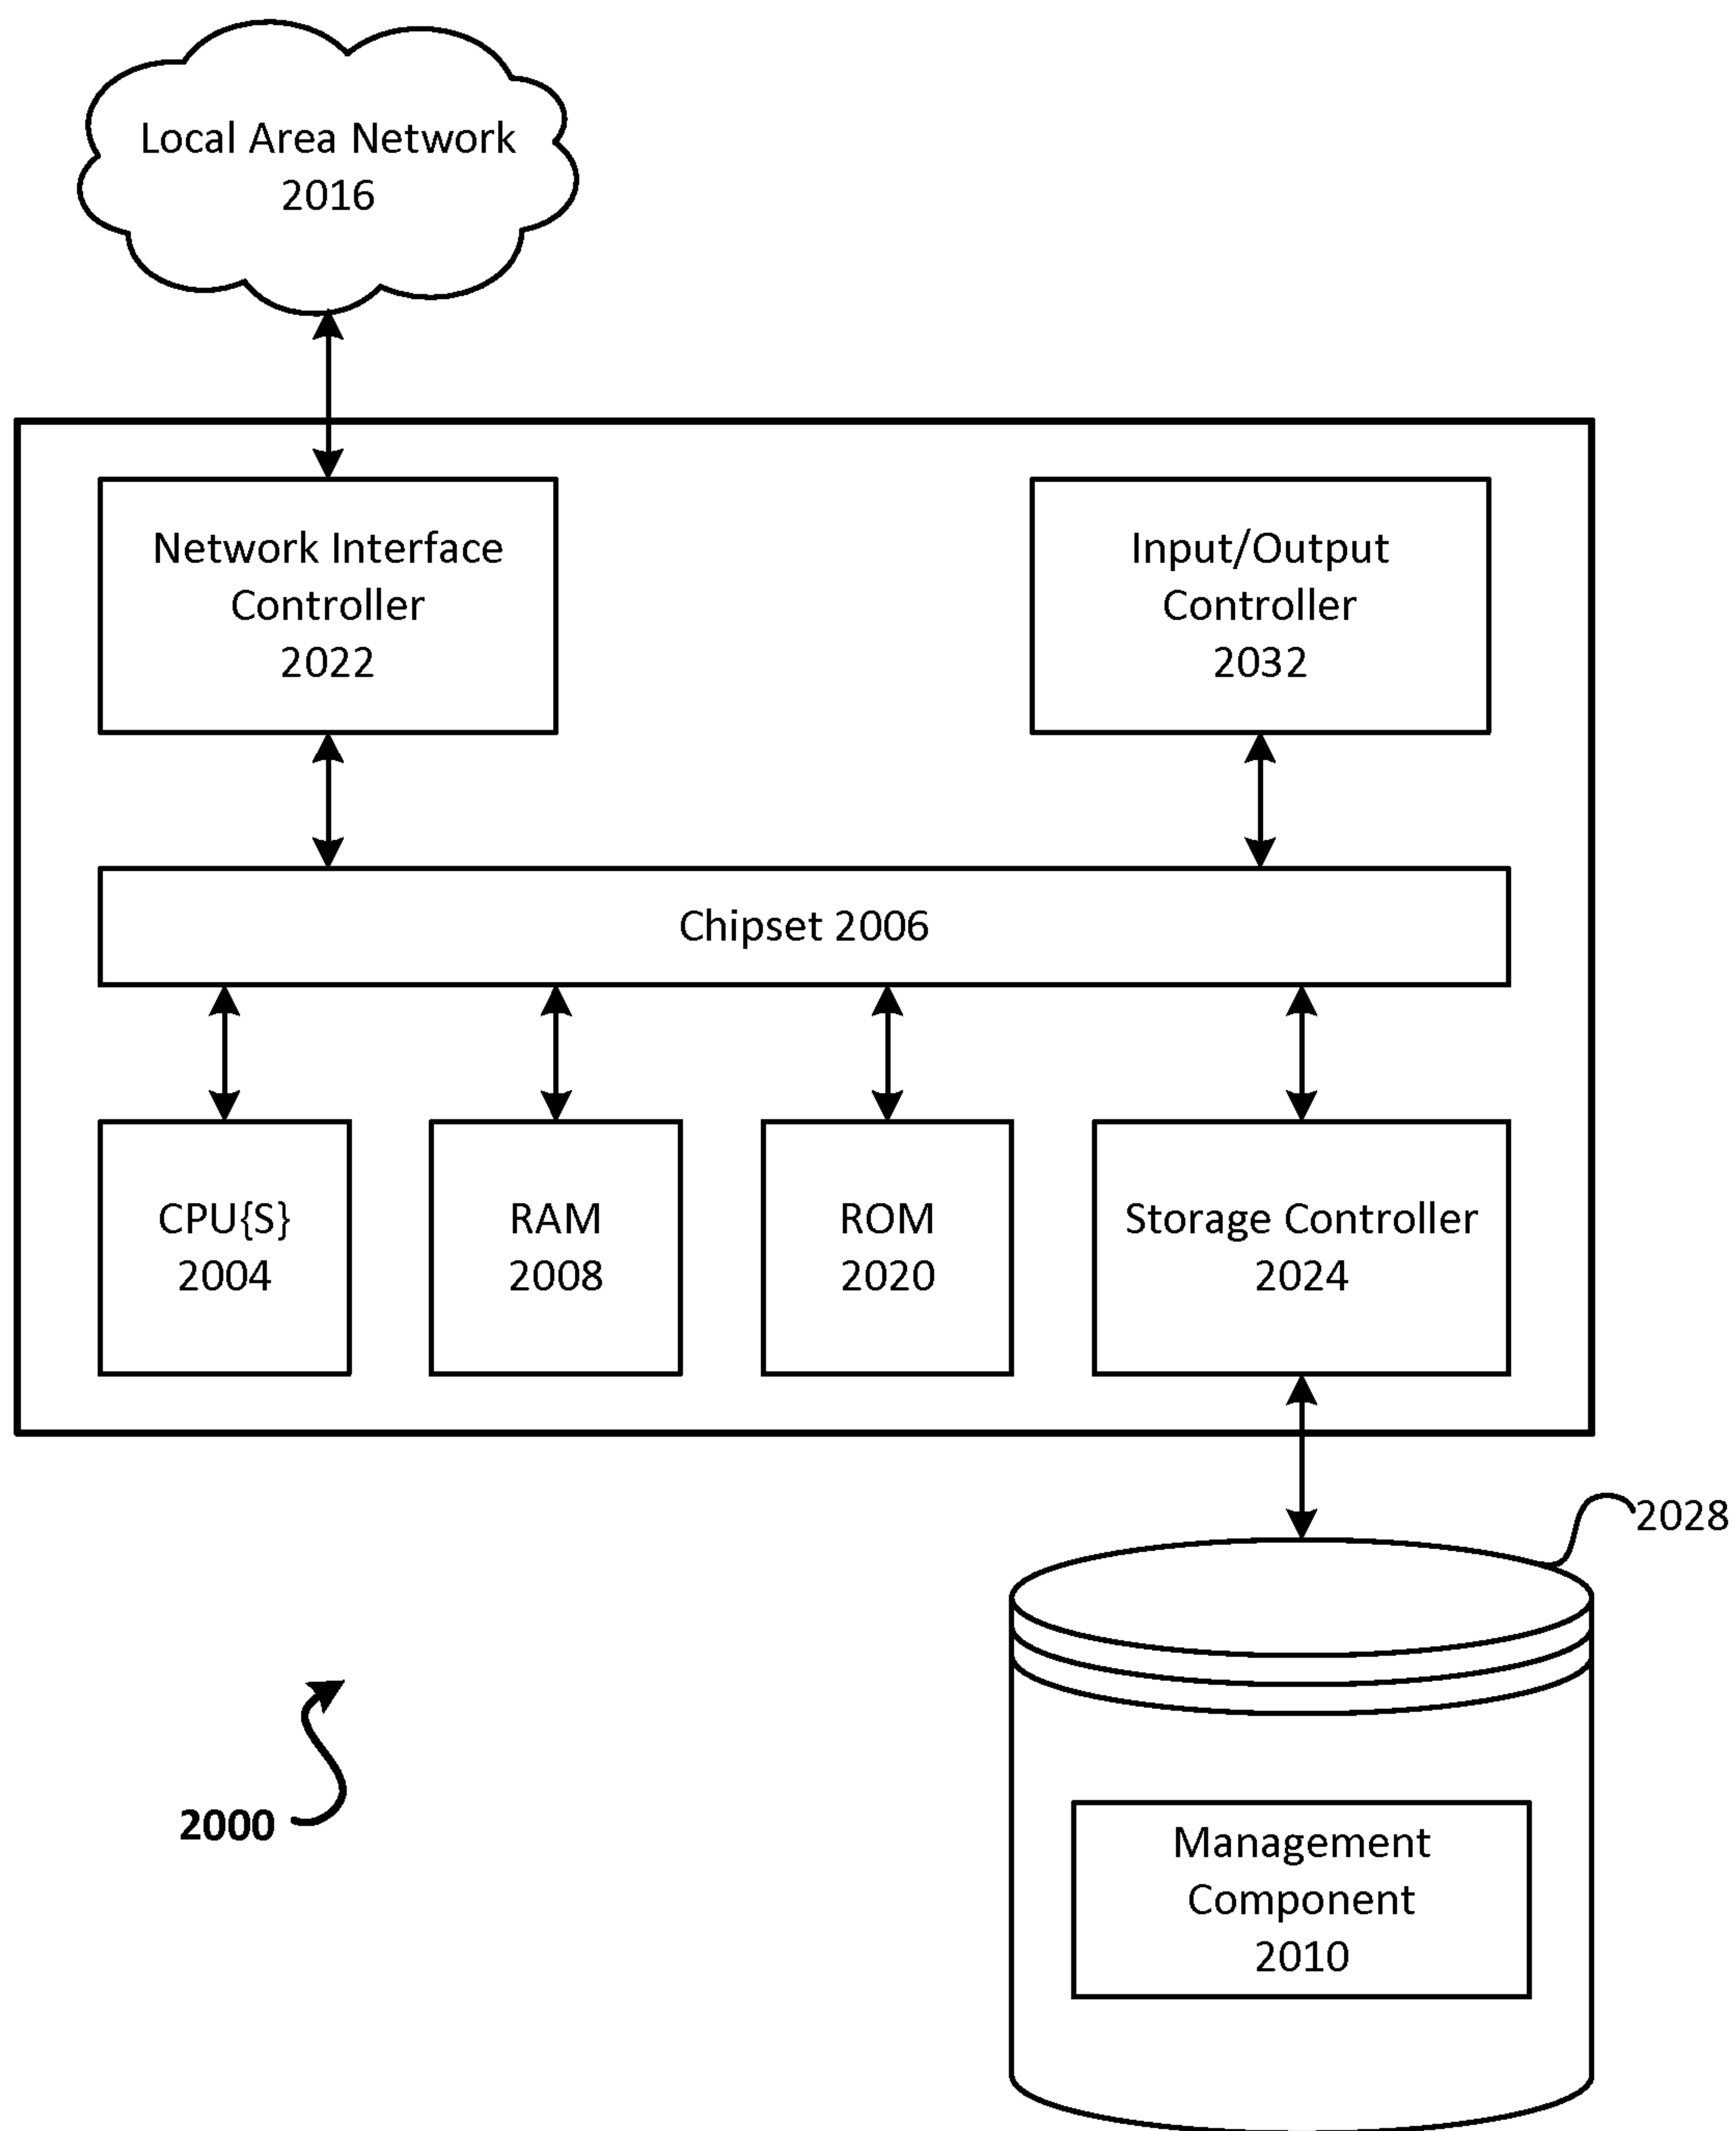 Local Area Network
2016
Network Interface
Controller
2022
Input/Output
Controller
2032
Chipset 2006
CPU{S}
2004
RAM
2008
ROM
2020
Storage Controller
2024
2028
2000
Management
Component
2010